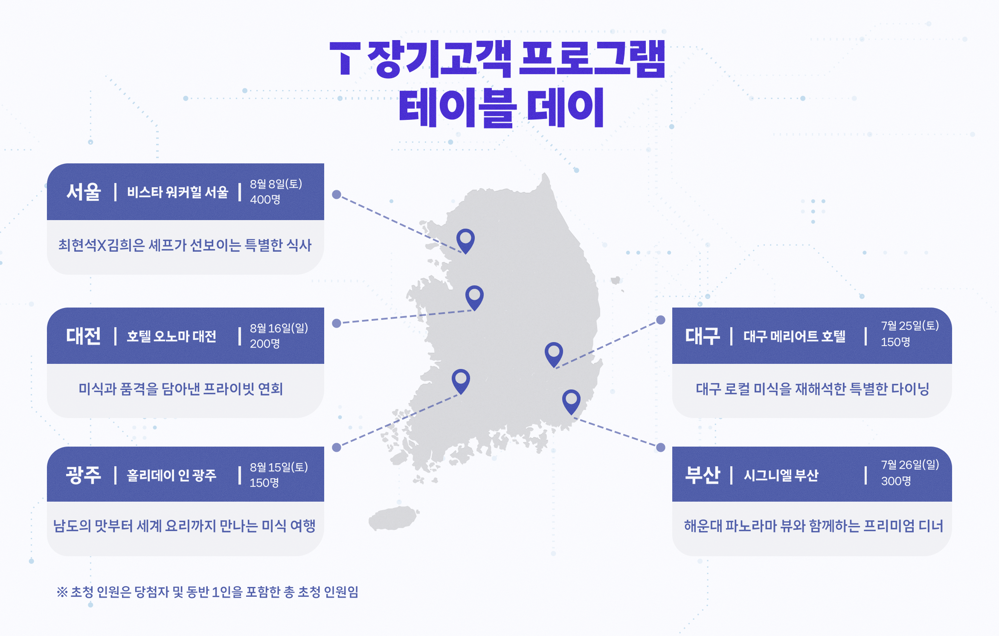 T 장기고객 프로그램
테이블 데이
서울 | 비스타 워커힐 서울 | 8월 8일(토)
400명
최현석X김희은 셰프가 선보이는 특별한 식사
대전 | 호텔 오노마 대전 | 8월 16일(일)
200명
미식과 품격을 담아낸 프라이빗 연회
광주 | 홀리데이 인 광주 | 8월 15일(토)
150명
남도의 맛부터 세계 요리까지 만나는 미식 여행
대구 | 대구 메리어트 호텔 | 7월 25일(토)
150명
대구 로컬 미식을 재해석한 특별한 다이닝
부산 | 시그니엘 부산 | 7월 26일(일)
300명
해운대 파노라마 뷰와 함께하는 프리미엄 디너
※ 초청 인원은 당첨자 및 동반 1인을 포함한 총 초청 인원임